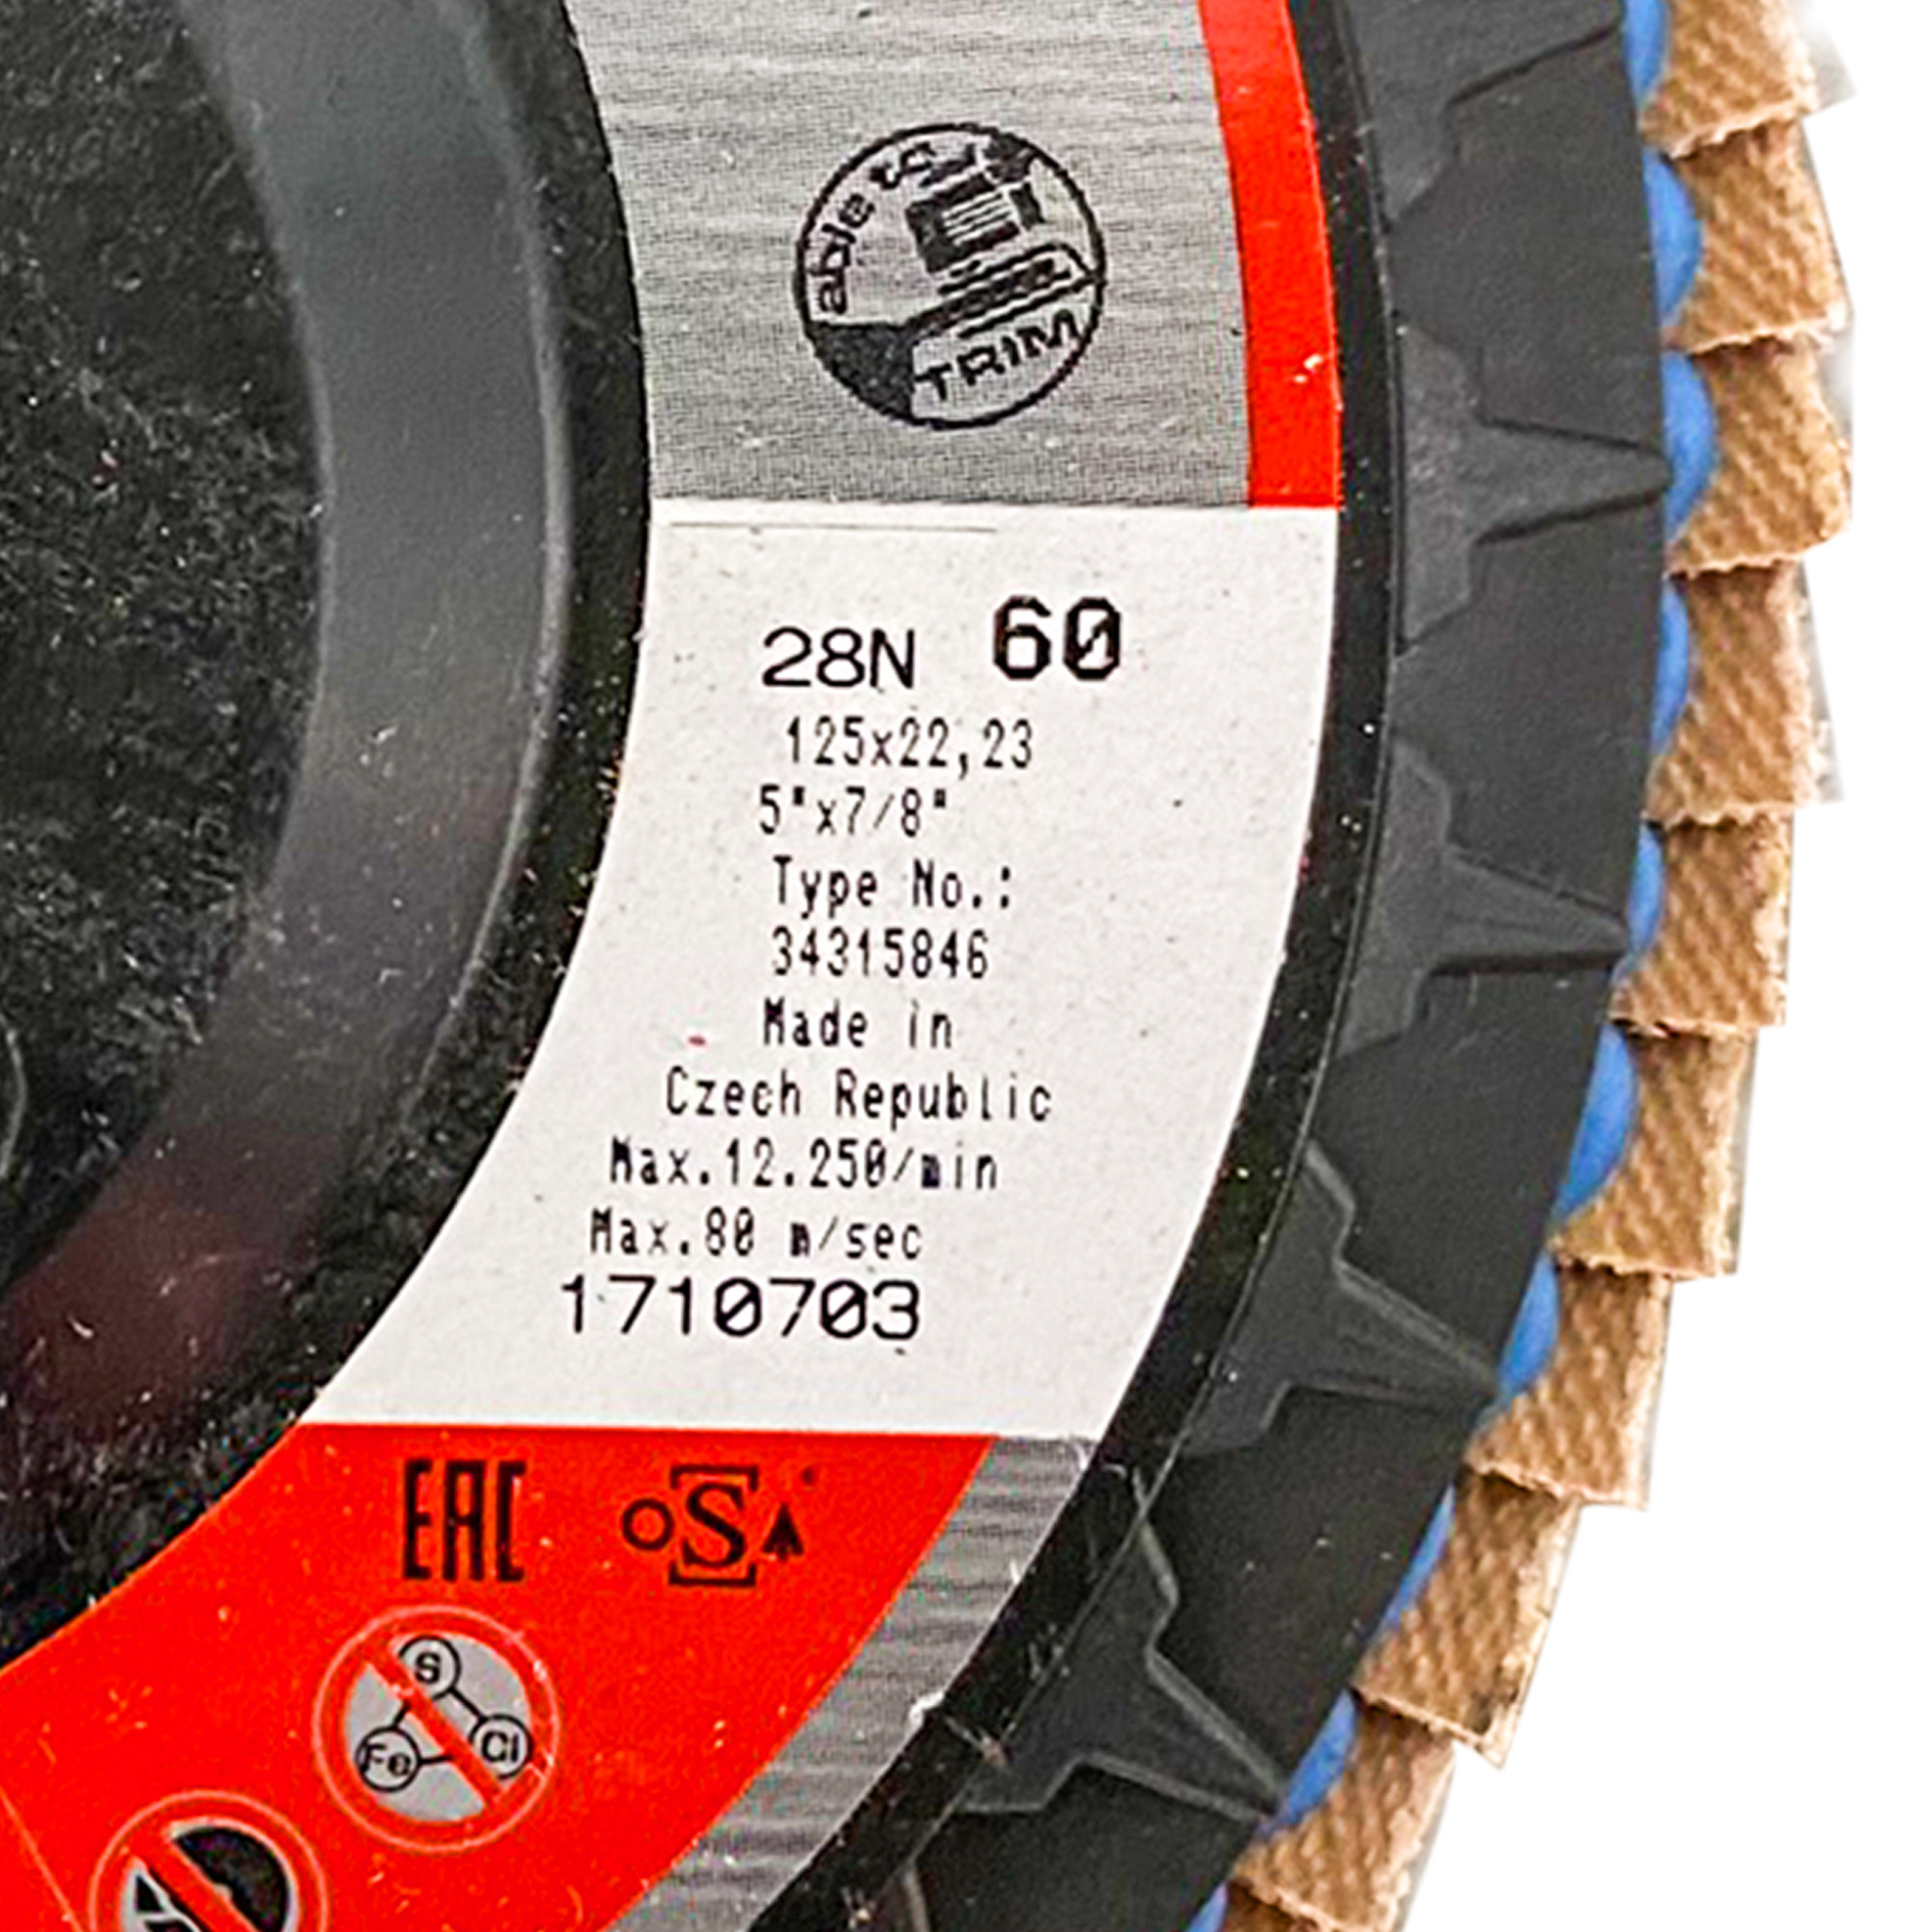 able to
TRIM
28N 60
125x22,23
5"x7/8"
Type No.:
34315846
Made in
Czech Republic
Max.12.250/min
Max.80 m/sec
1710703
EAC oSA
S
Fe Cl